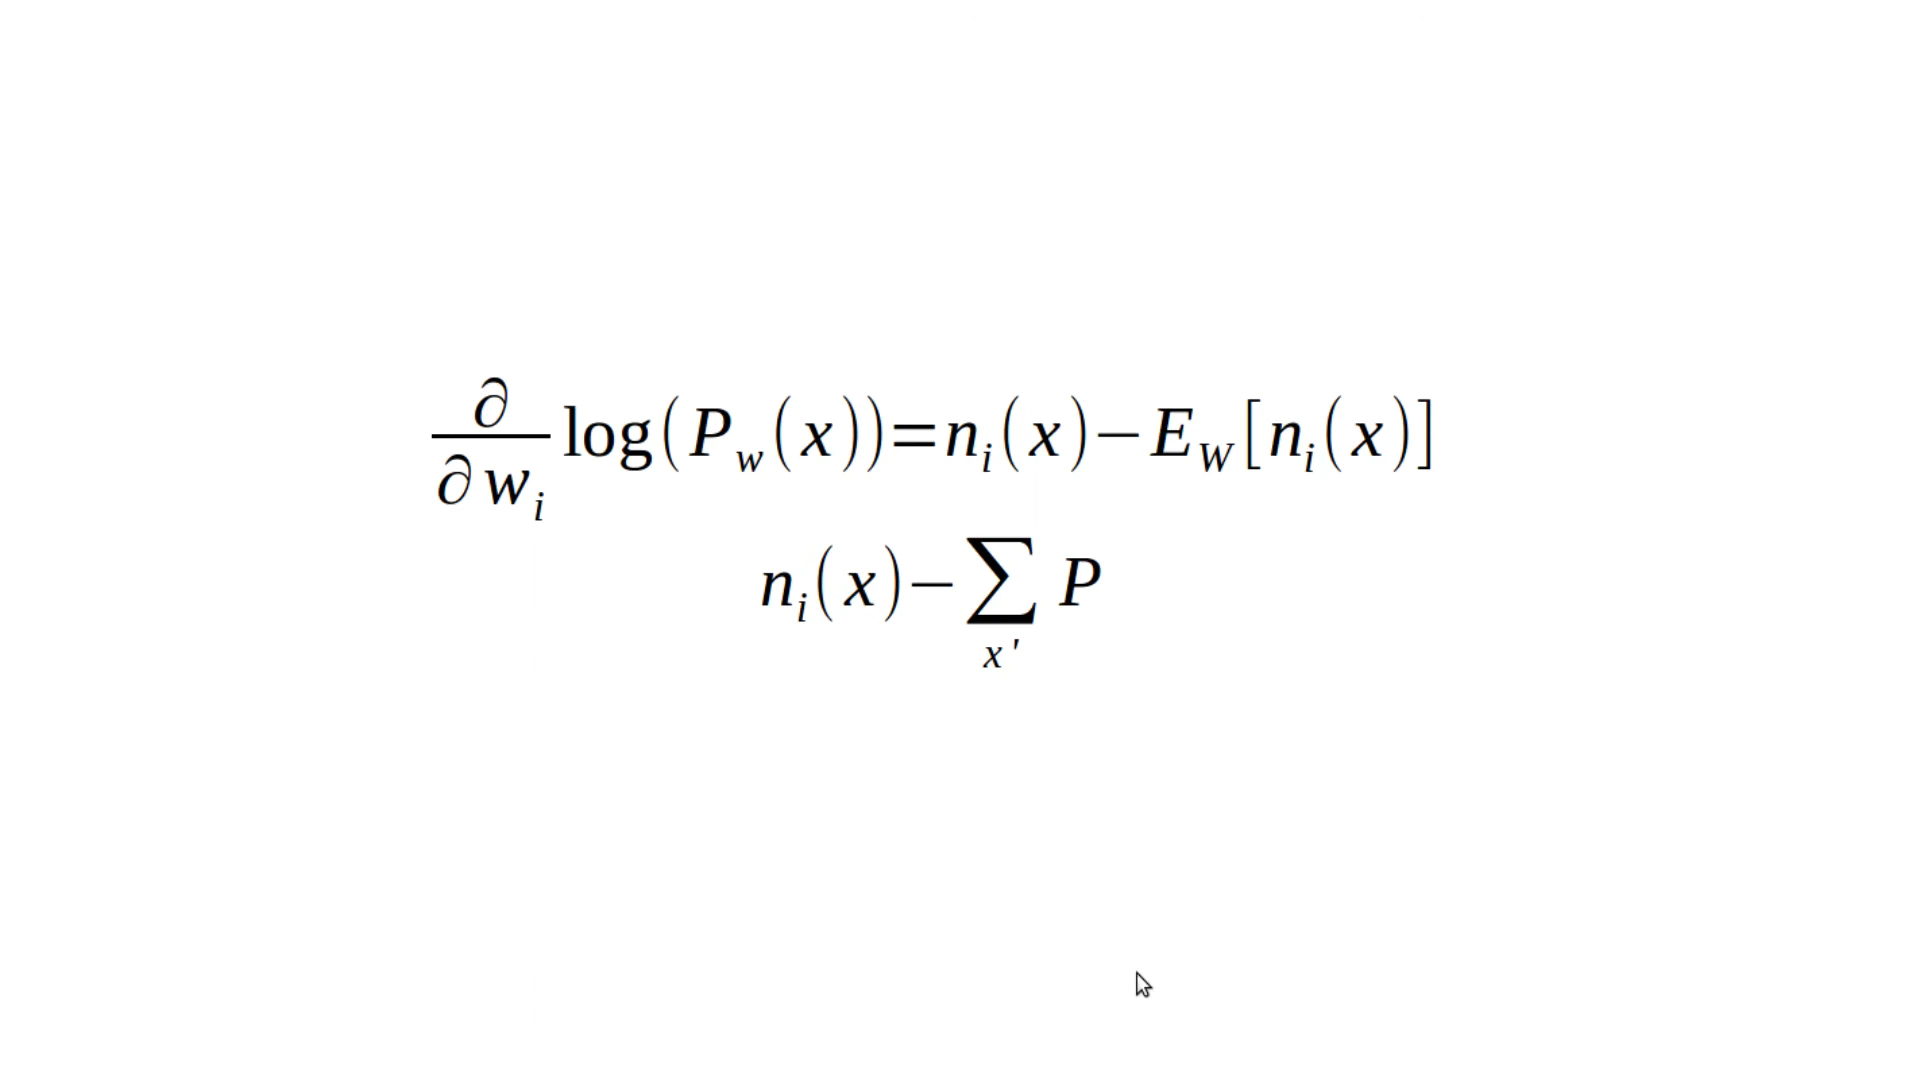 ∂/∂w_i log(P_w(x))=n_i(x)−E_W[n_i(x)]
n_i(x)−∑_{x'} P